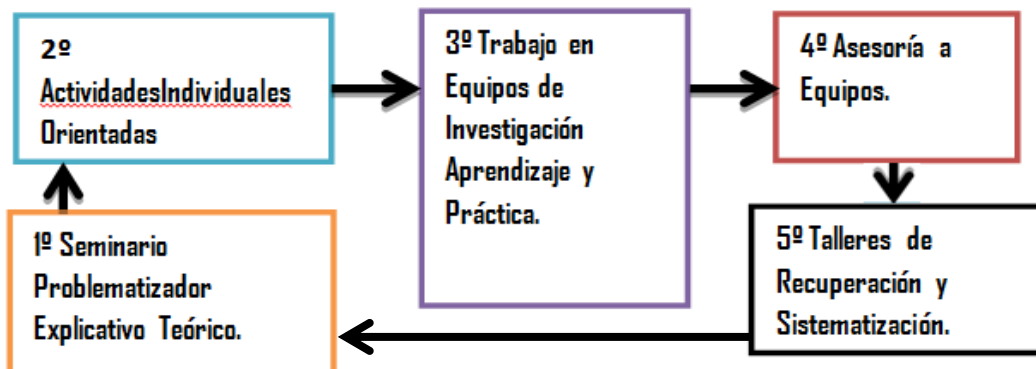 2º
ActividadesIndividuales
Orientadas
3º Trabajo en
Equipos de
Investigación
Aprendizaje y
Práctica.
4º Asesoría a
Equipos.
1º Seminario
Problematizador
Explicativo Teórico.
5º Talleres de
Recuperación y
Sistematización.